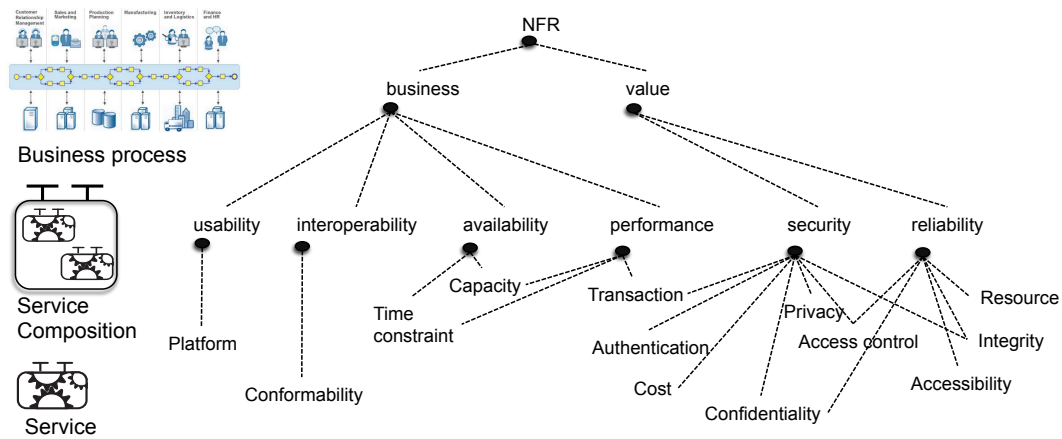 Customer Relationship Management
Sales and Marketing
Production Planning
Manufacturing
Inventory and Logistics
Finance and HR
NFR
business
value
Business process
usability
interoperability
availability
performance
security
reliability
Service
Composition
Platform
Conformability
Time
constraint
Capacity
Transaction
Privacy
Resource
Authentication
Access control
Integrity
Cost
Accessibility
Confidentiality
Service